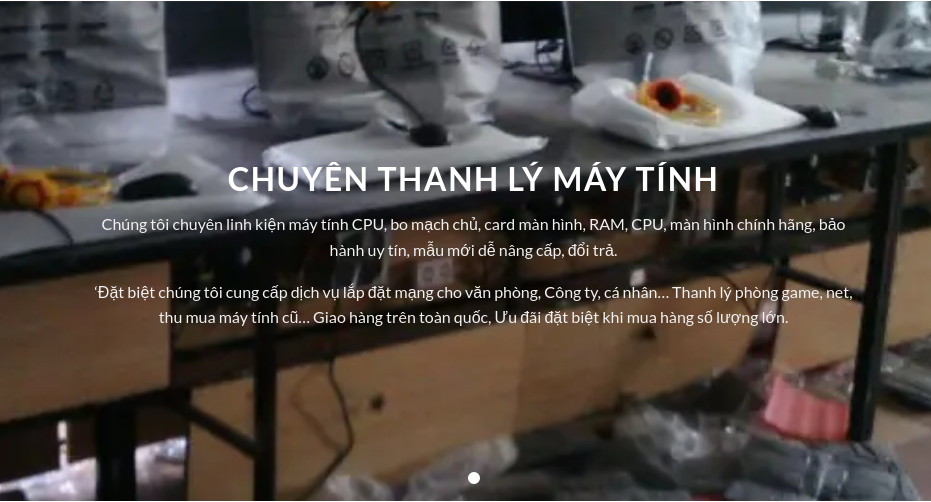 CHUYÊN THANH LÝ MÁY TÍNH
Chúng tôi chuyên linh kiện máy tính CPU, bo mạch chủ, card màn hình, RAM, CPU, màn hình chính hãng, bảo
hành uy tín, mẫu mới dễ nâng cấp, đổi trả.
‘Đặt biệt chúng tôi cung cấp dịch vụ lắp đặt mạng cho văn phòng, Công ty, cá nhân… Thanh lý phòng game, net,
thu mua máy tính cũ… Giao hàng trên toàn quốc, Ưu đãi đặt biệt khi mua hàng số lượng lớn.